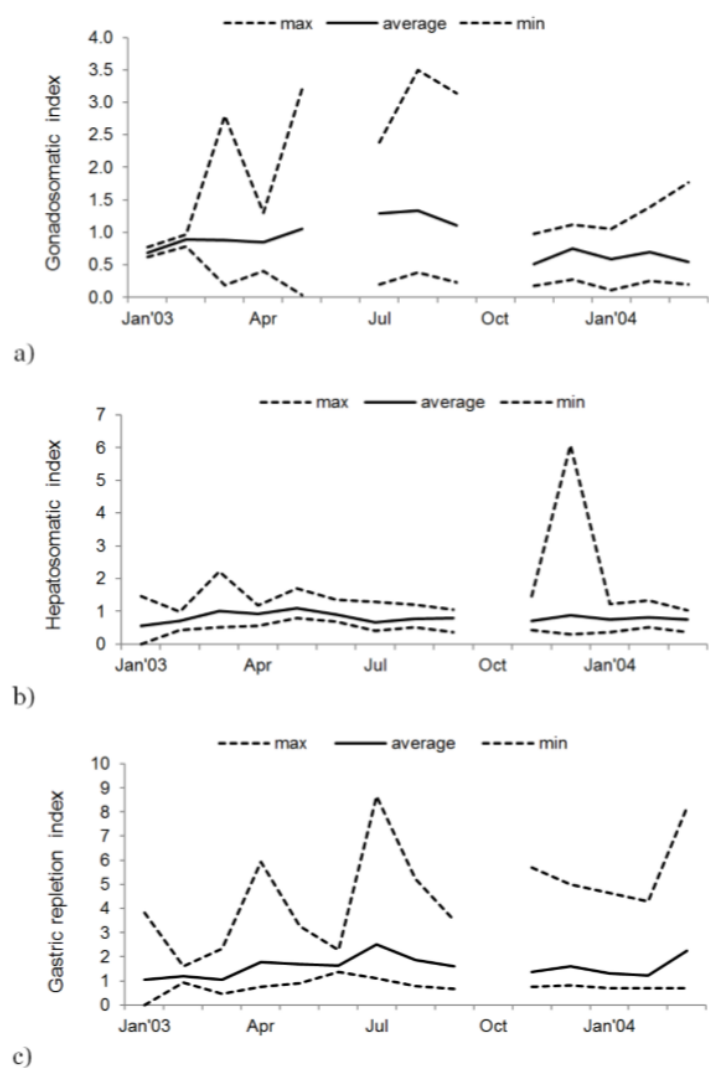 max average min
Gonadosomatic index
4.0
3.5
3.0
2.5
2.0
1.5
1.0
0.5
0.0
Jan'03 Apr Jul Oct Jan'04
a)
max average min
Hepatosomatic index
7
6
5
4
3
2
1
0
Jan'03 Apr Jul Oct Jan'04
b)
max average min
Gastric repletion index
10
9
8
7
6
5
4
3
2
1
0
Jan'03 Apr Jul Oct Jan'04
c)